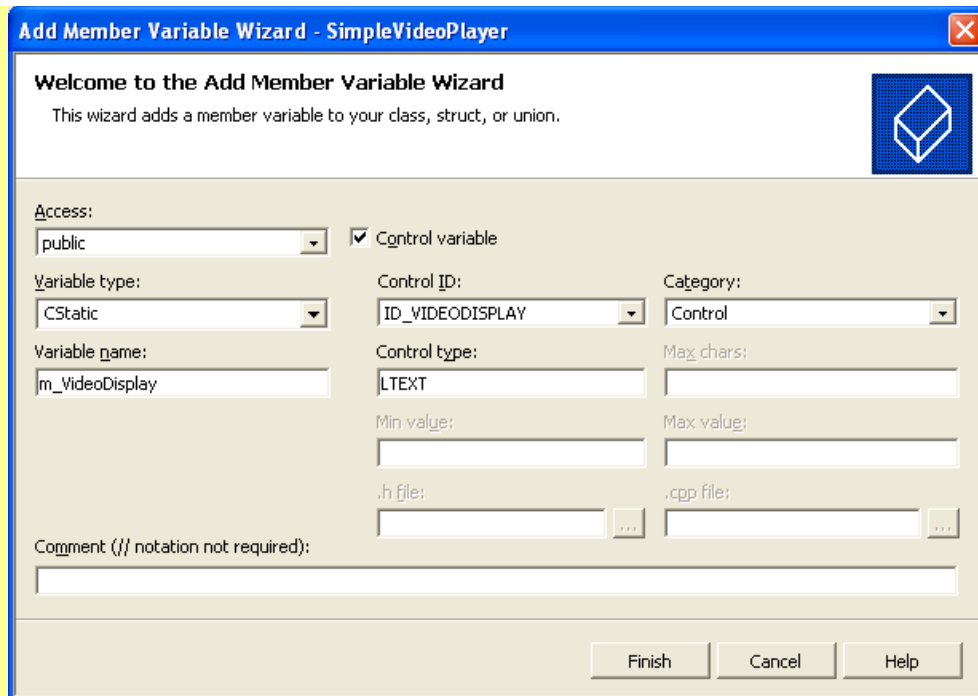 Add Member Variable Wizard - SimpleVideoPlayer
Welcome to the Add Member Variable Wizard
This wizard adds a member variable to your class, struct, or union.
Access:
public
Control variable
Variable type:
Control ID:
Category:
CStatic
ID_VIDEODISPLAY
Control
Variable name:
Control type:
Max chars:
m_VideoDisplay
LTEXT
Min value:
Max value:
.h file:
.cpp file:
...
...
Comment (// notation not required):
Finish
Cancel
Help